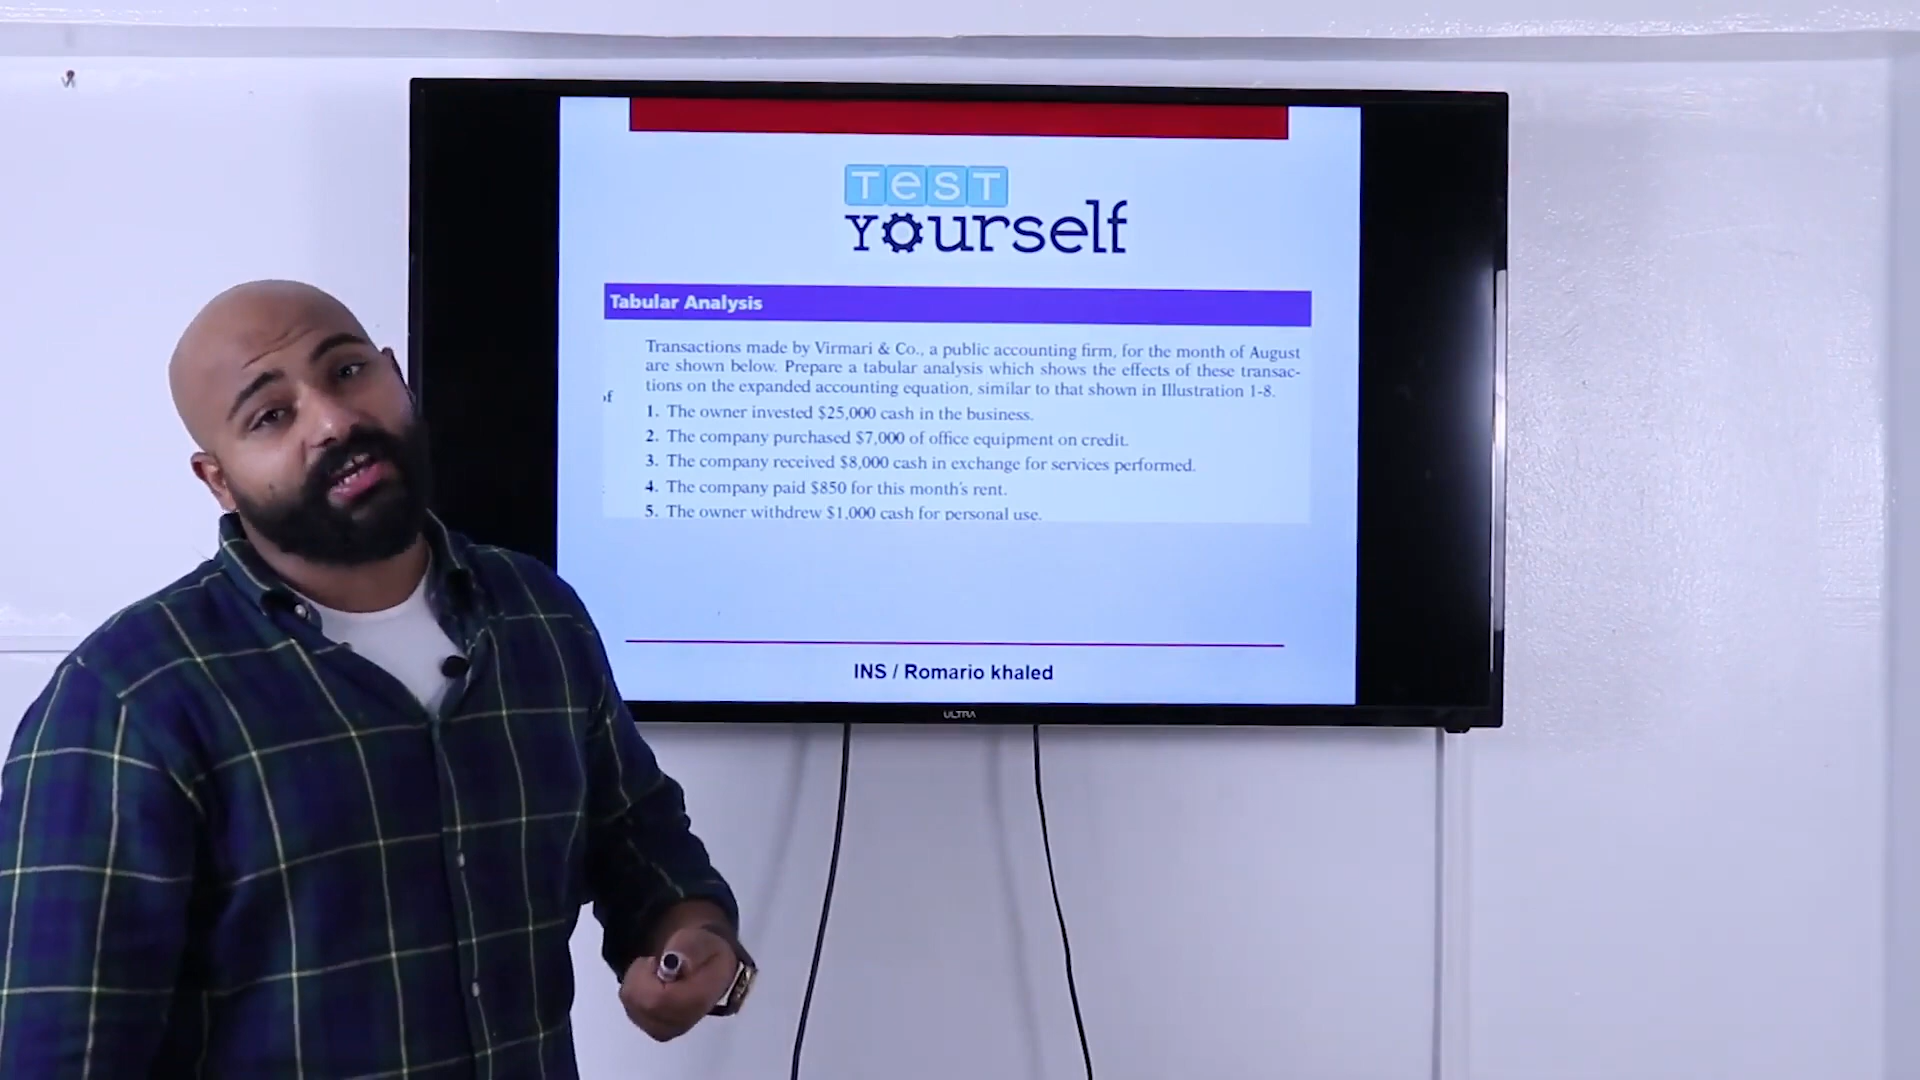 TesT
Yourself
Tabular Analysis
Transactions made by Virmari & Co., a public accounting firm, for the month of August
are shown below. Prepare a tabular analysis which shows the effects of these transac-
tions on the expanded accounting equation, similar to that shown in Illustration 1-8.
of
1. The owner invested $25,000 cash in the business.
2. The company purchased $7,000 of office equipment on credit.
3. The company received $8,000 cash in exchange for services performed.
4. The company paid $850 for this month's rent.
5. The owner withdrew $1,000 cash for personal use.
INS / Romario khaled
ULTRA